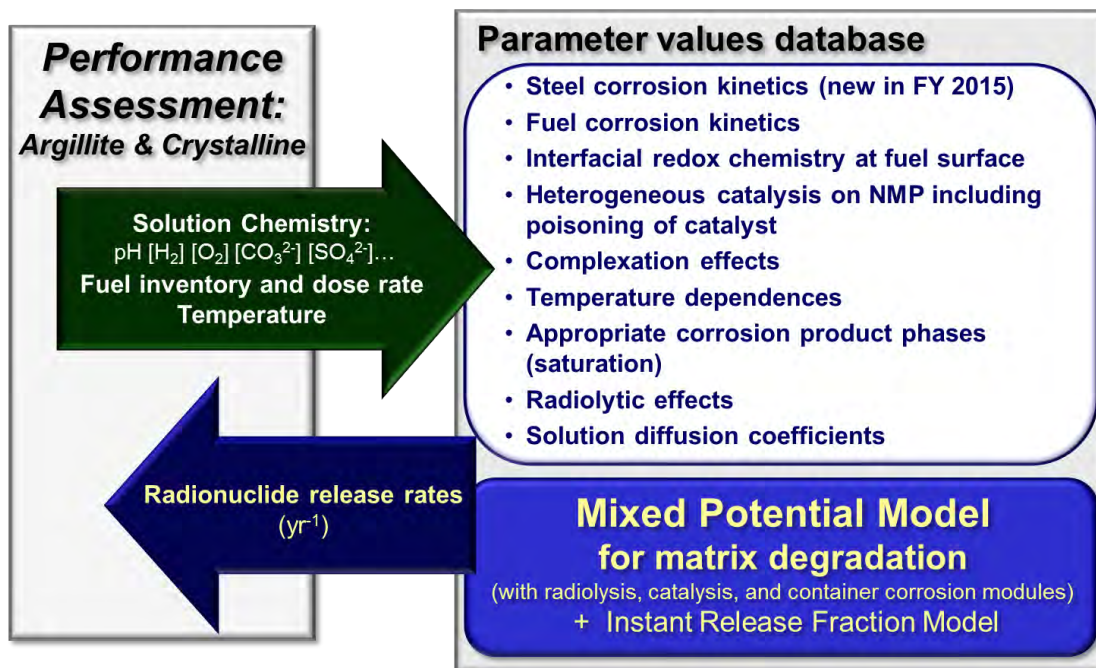 Performance
Assessment:
Argillite & Crystalline
Solution Chemistry:
pH [H₂] [O₂] [CO₃²⁻] [SO₄²⁻]…
Fuel inventory and dose rate
Temperature
Radionuclide release rates
(yr⁻¹)
Parameter values database
• Steel corrosion kinetics (new in FY 2015)
• Fuel corrosion kinetics
• Interfacial redox chemistry at fuel surface
• Heterogeneous catalysis on NMP including
poisoning of catalyst
• Complexation effects
• Temperature dependences
• Appropriate corrosion product phases
(saturation)
• Radiolytic effects
• Solution diffusion coefficients
Mixed Potential Model
for matrix degradation
(with radiolysis, catalysis, and container corrosion modules)
+ Instant Release Fraction Model